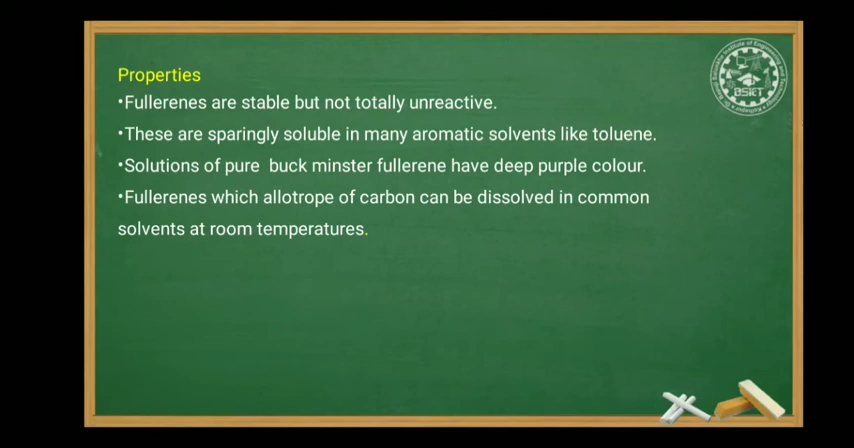 Properties
•Fullerenes are stable but not totally unreactive.
•These are sparingly soluble in many aromatic solvents like toluene.
•Solutions of pure  buck minster fullerene have deep purple colour.
•Fullerenes which allotrope of carbon can be dissolved in common
solvents at room temperatures.
BSIET